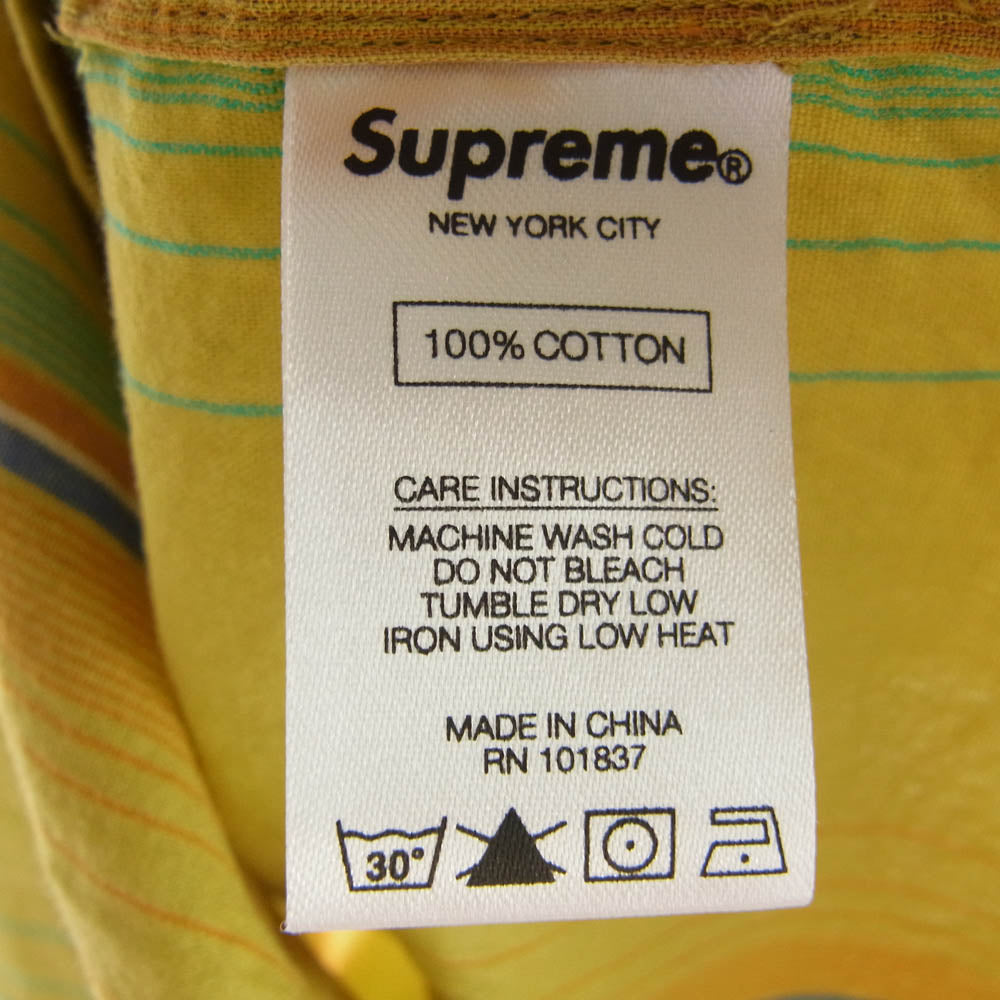 Supreme®
NEW YORK CITY
100% COTTON
CARE INSTRUCTIONS:
MACHINE WASH COLD
DO NOT BLEACH
TUMBLE DRY LOW
IRON USING LOW HEAT
MADE IN CHINA
RN 101837
30°